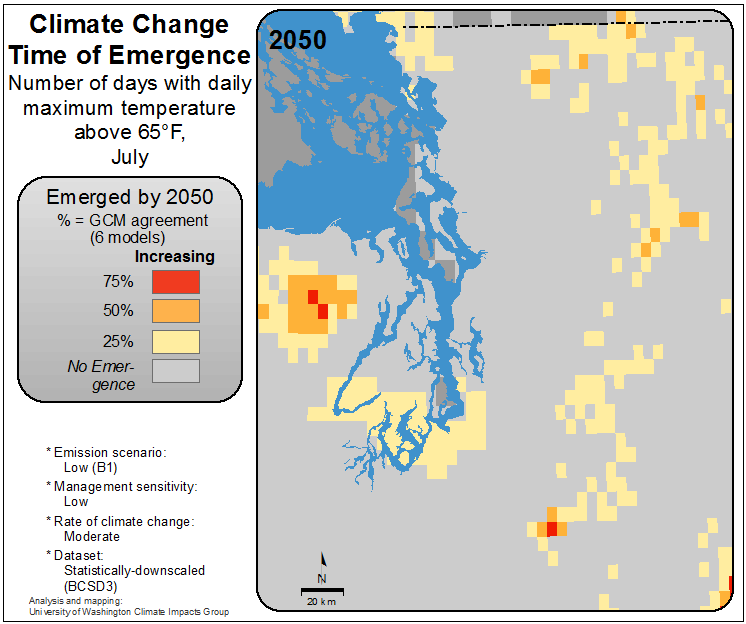 Climate Change
Time of Emergence
Number of days with daily
maximum temperature
above 65°F,
July
Emerged by 2050
% = GCM agreement
(6 models)
Increasing
75%
50%
25%
No Emer-
gence
* Emission scenario:
Low (B1)
* Management sensitivity:
Low
* Rate of climate change:
Moderate
* Dataset:
Statistically-downscaled
(BCSD3)
Analysis and mapping:
University of Washington Climate Impacts Group
2050
N
20 km